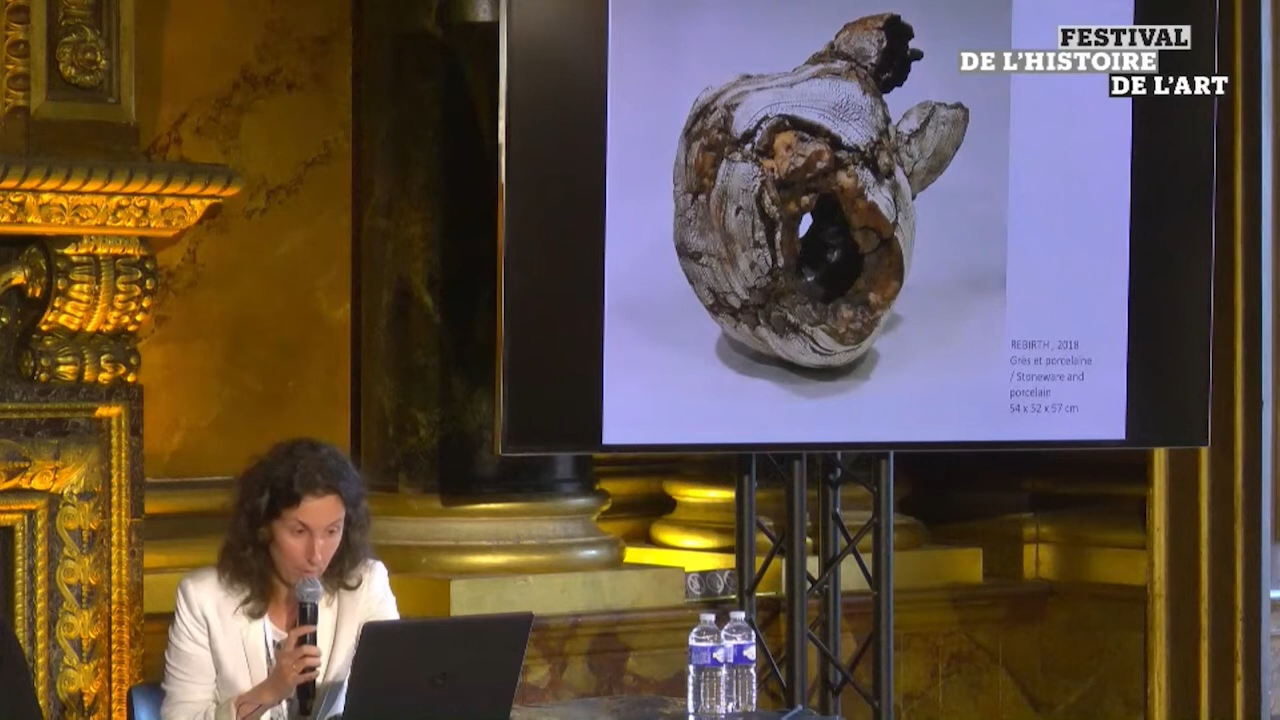 FESTIVAL
DE L'HISTOIRE
DE L'ART
REBIRTH, 2018
Grès et porcelaine
/ Stoneware and
porcelain
54 x 52 x 57 cm